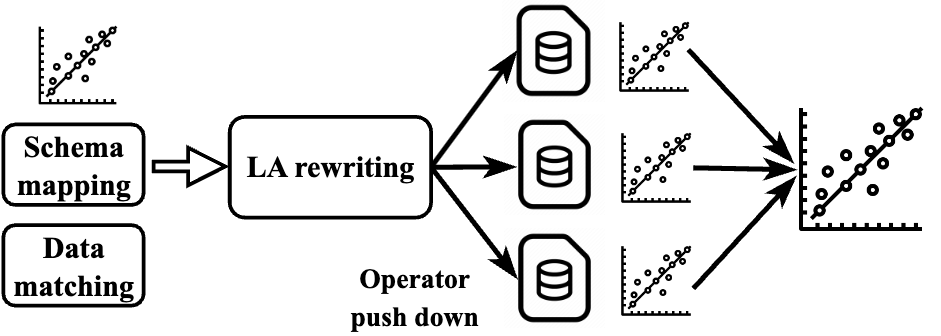 Schema
mapping
LA rewriting
Data
matching
Operator
push down